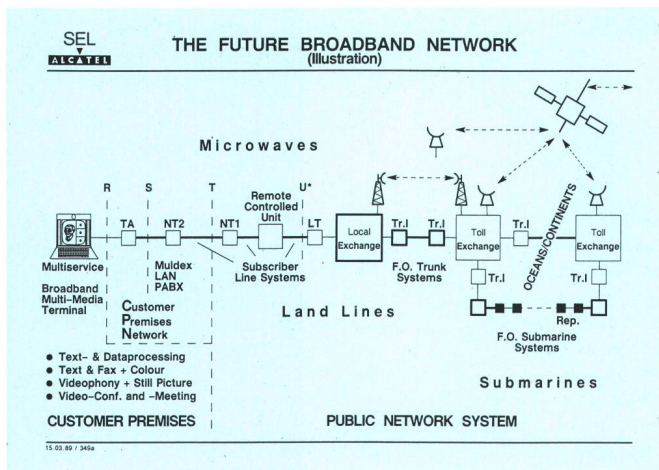 SEL
ALCATEL
THE FUTURE BROADBAND NETWORK
(Illustration)
Microwaves
R
S
T
U*
Remote
Controlled
Unit
TA
NT2
NT1
LT
Local
Exchange
Tr.I
Tr.I
Toll
Exchange
Tr.I
OCEANS/CONTINENTS
Toll
Exchange
Multiservice
Broadband
Multi-Media
Terminal
Muldex
LAN
PABX
Subscriber
Line Systems
F.O. Trunk
Systems
Tr.I
Tr.I
Customer
Premises
Network
Land Lines
Rep.
F.O. Submarine
Systems
● Text- & Dataprocessing
● Text & Fax + Colour
● Videophony + Still Picture
● Video-Conf. and -Meeting
Submarines
CUSTOMER PREMISES
PUBLIC NETWORK SYSTEM
15.03.89 / 349a